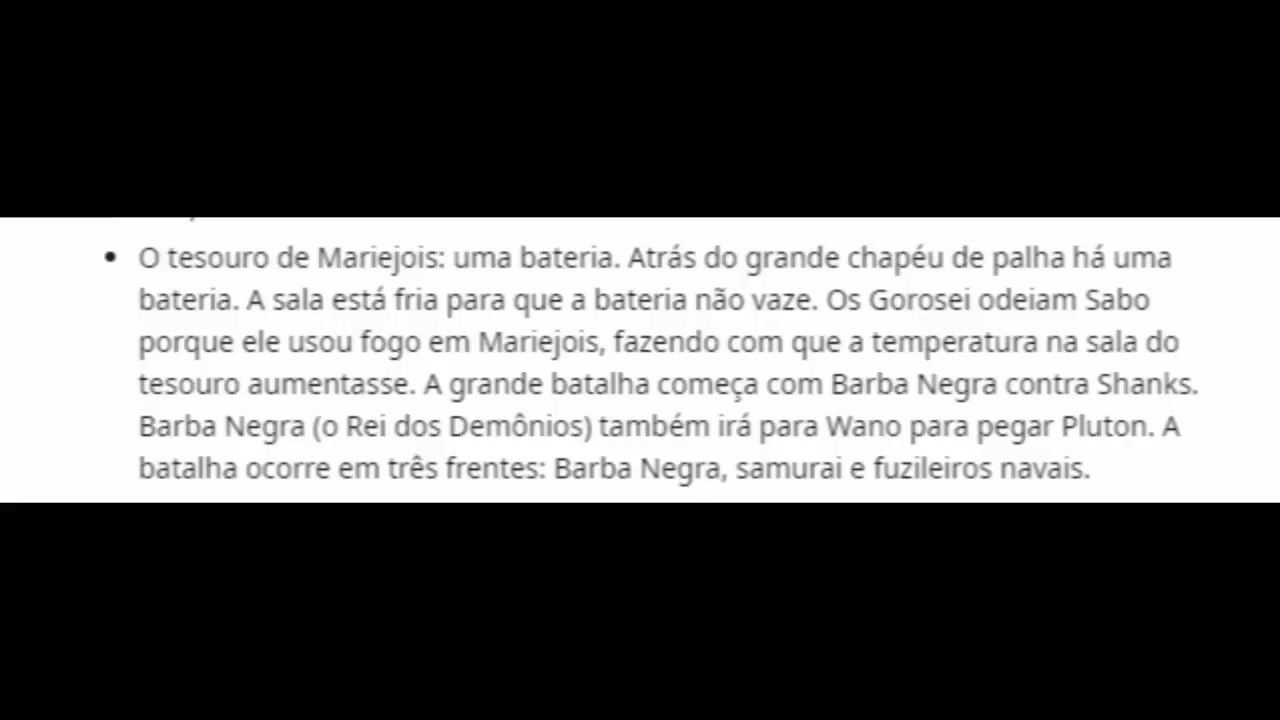 • O tesouro de Mariejois: uma bateria. Atrás do grande chapéu de palha há uma
bateria. A sala está fria para que a bateria não vaze. Os Gorosei odeiam Sabo
porque ele usou fogo em Mariejois, fazendo com que a temperatura na sala do
tesouro aumentasse. A grande batalha começa com Barba Negra contra Shanks.
Barba Negra (o Rei dos Demônios) também irá para Wano para pegar Pluton. A
batalha ocorre em três frentes: Barba Negra, samurai e fuzileiros navais.